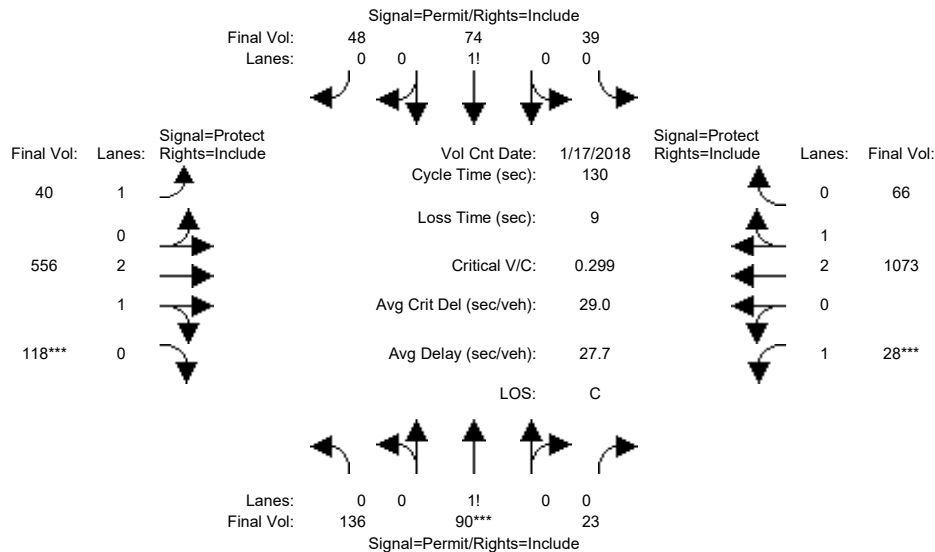 Signal=Permit/Rights=Include
Final Vol: 48 74 39
Lanes: 0 0 1! 0 0
Signal=Protect Signal=Protect
Final Vol: Lanes: Rights=Include Vol Cnt Date: 1/17/2018 Rights=Include Lanes: Final Vol:
Cycle Time (sec): 130
40 1 0 66
Loss Time (sec): 9
0 1
556 2 Critical V/C: 0.299 2 1073
1 Avg Crit Del (sec/veh): 29.0 0
118*** 0 Avg Delay (sec/veh): 27.7 1 28***
LOS: C
Lanes: 0 0 1! 0 0
Final Vol: 136 90*** 23
Signal=Permit/Rights=Include